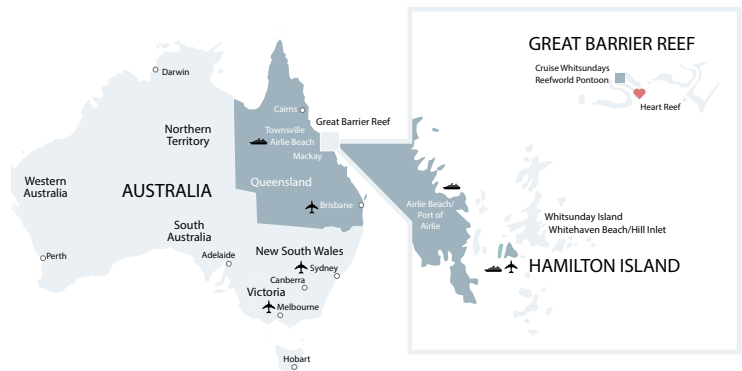 GREAT BARRIER REEF
Cruise Whitsundays
Reefworld Pontoon
Heart Reef
Darwin
Cairns
Great Barrier Reef
Northern
Territory
Townsville
Airlie Beach
Mackay
Western
Australia
AUSTRALIA
Queensland
Brisbane
Airlie Beach/
Port of
Airlie
Whitsunday Island
Whitehaven Beach/Hill Inlet
South
Australia
Perth
Adelaide
New South Wales
Sydney
Canberra
HAMILTON ISLAND
Victoria
Melbourne
Hobart